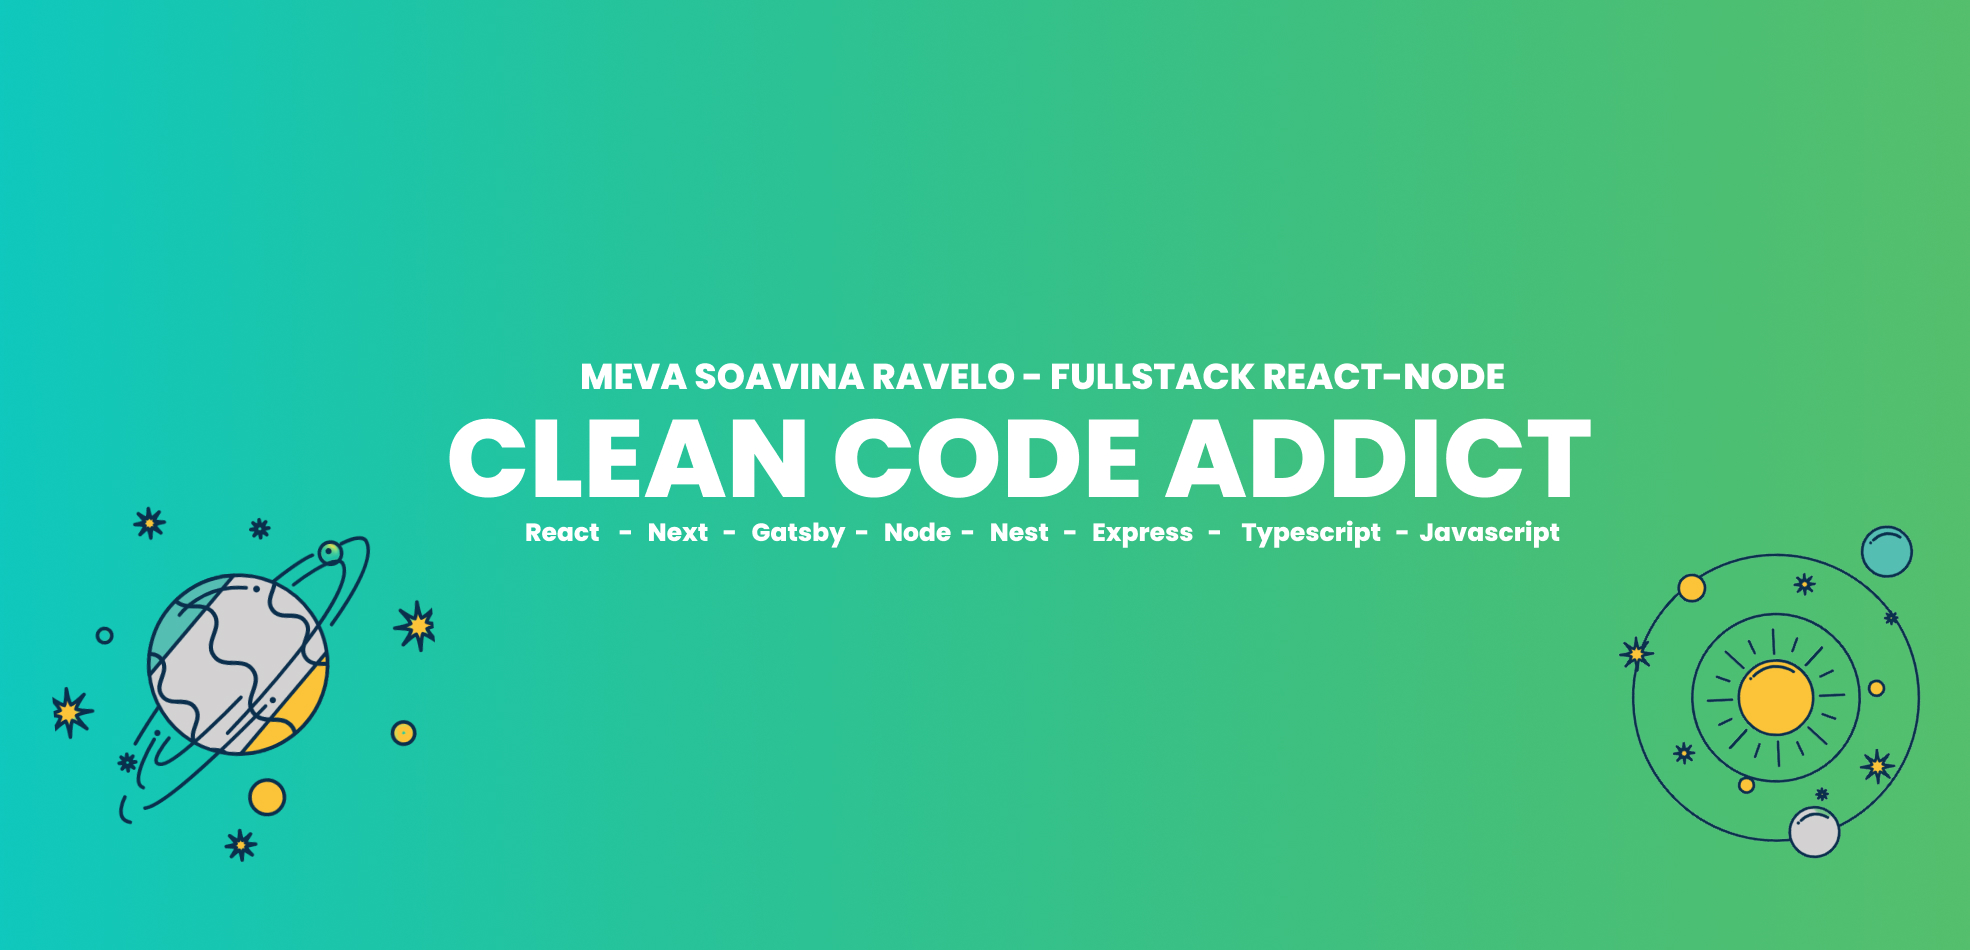 MEVA SOAVINA RAVELO - FULLSTACK REACT-NODE
CLEAN CODE ADDICT
React - Next - Gatsby - Node - Nest - Express - Typescript - Javascript